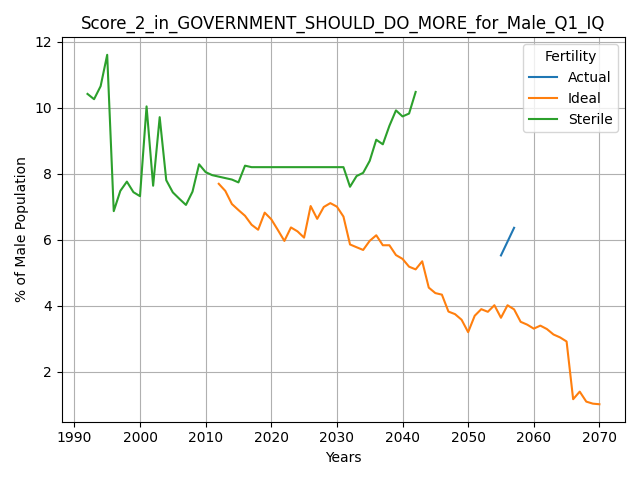 Score_2_in_GOVERNMENT_SHOULD_DO_MORE_for_Male_Q1_IQ
Fertility
Actual
Ideal
Sterile
% of Male Population
12
10
8
6
4
2
1990 2000 2010 2020 2030 2040 2050 2060 2070
Years